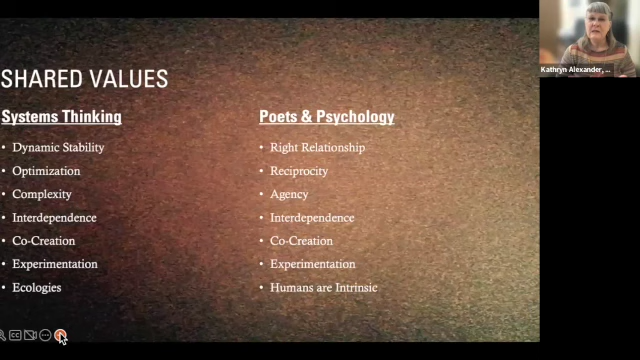 SHARED VALUES
Systems Thinking
• Dynamic Stability
• Optimization
• Complexity
• Interdependence
• Co-Creation
• Experimentation
• Ecologies
Poets & Psychology
• Right Relationship
• Reciprocity
• Agency
• Interdependence
• Co-Creation
• Experimentation
• Humans are Intrinsic
Kathryn Alexander, ...
CC